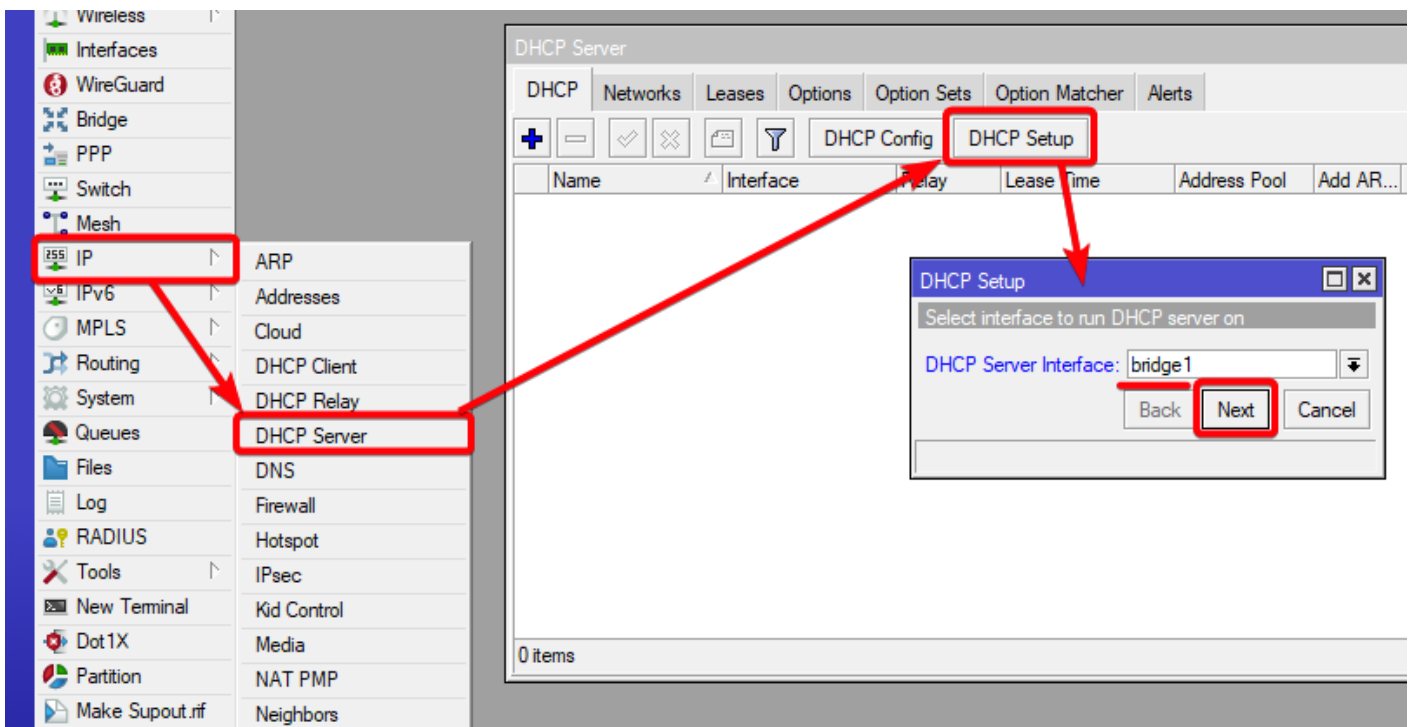 Wireless
Interfaces
WireGuard
Bridge
PPP
Switch
Mesh
255 IP
v6 IPv6
MPLS
Routing
System
Queues
Files
Log
RADIUS
Tools
New Terminal
Dot1X
Partition
Make Supout.rif
ARP
Addresses
Cloud
DHCP Client
DHCP Relay
DHCP Server
DNS
Firewall
Hotspot
IPsec
Kid Control
Media
NAT PMP
Neighbors
DHCP Server
DHCP Networks Leases Options Option Sets Option Matcher Alerts
DHCP Config DHCP Setup
Name Interface Relay Lease Time Address Pool Add AR...
DHCP Setup
Select interface to run DHCP server on
DHCP Server Interface: bridge1
Back Next Cancel
0 items